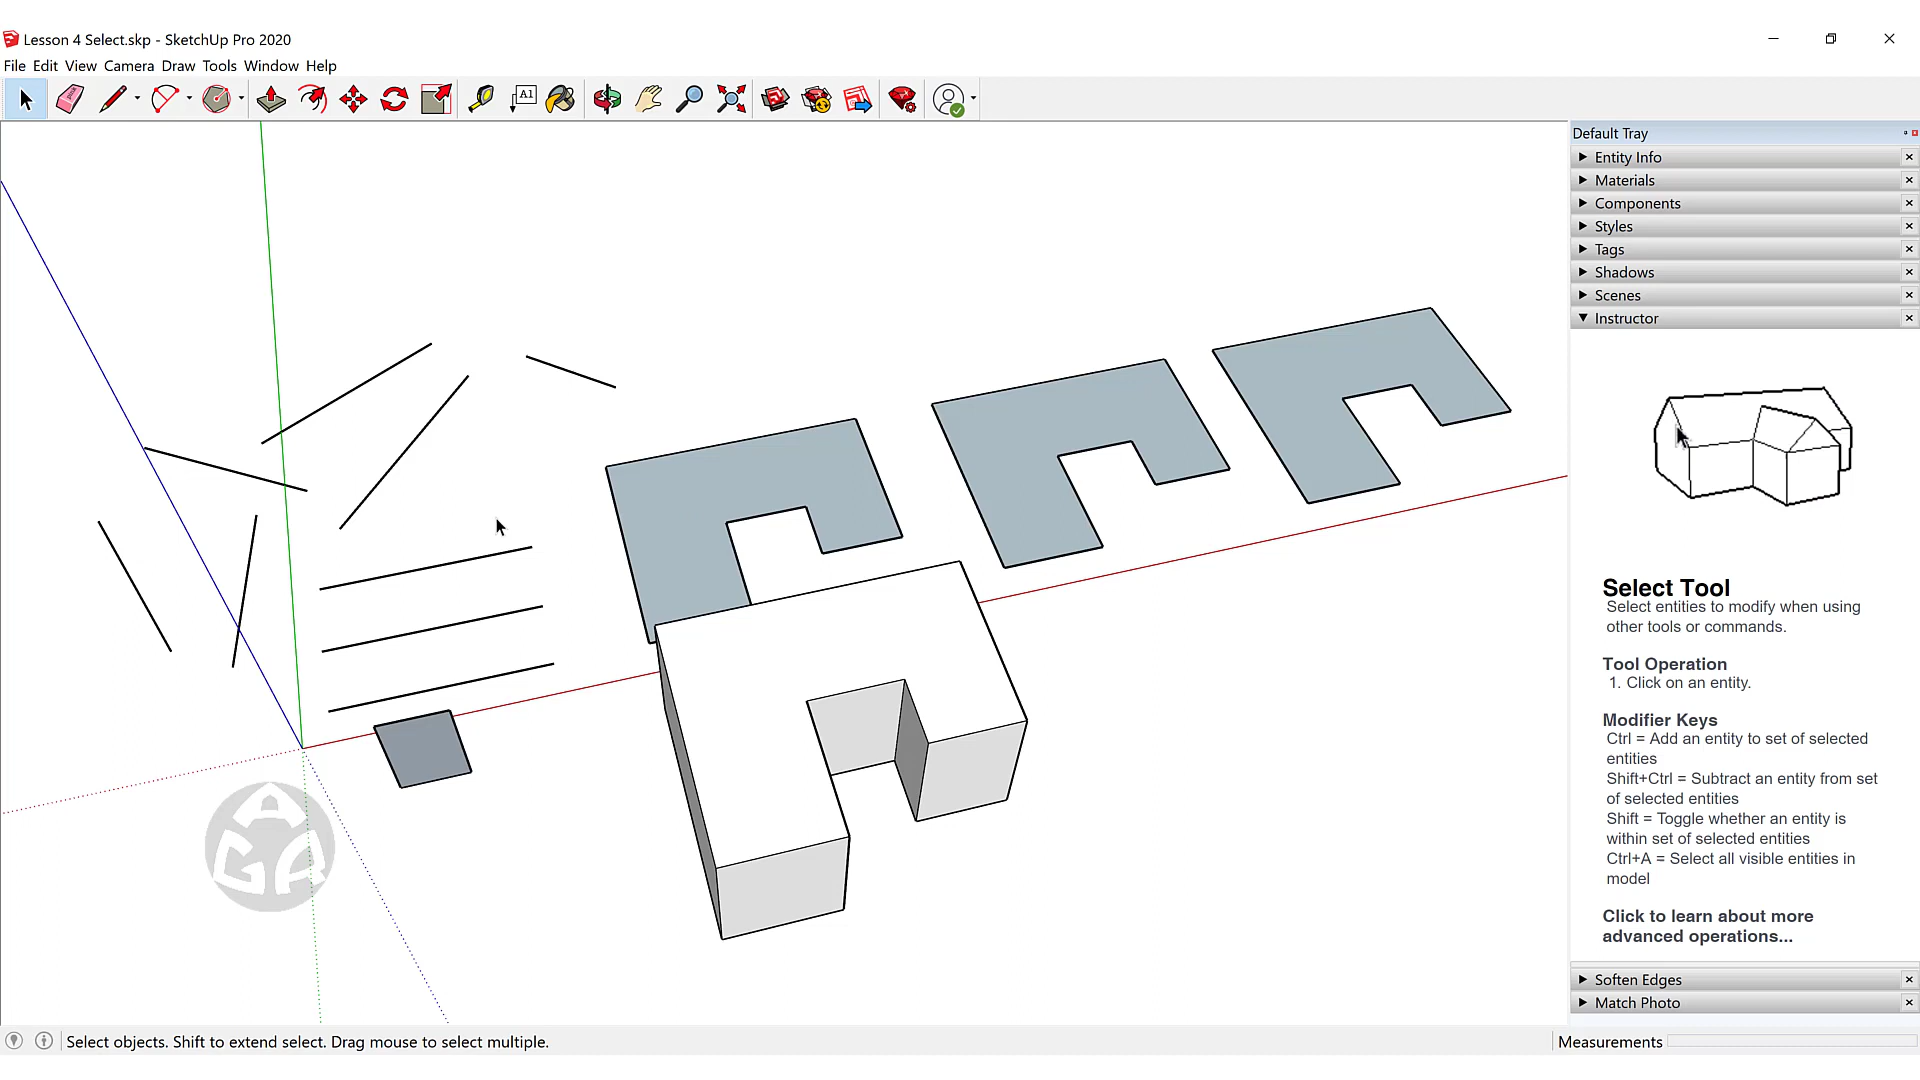 Lesson 4 Select.skp - SketchUp Pro 2020
File Edit View Camera Draw Tools Window Help
A1
Default Tray
Entity Info
Materials
Components
Styles
Tags
Shadows
Scenes
Instructor
Select Tool
Select entities to modify when using
other tools or commands.
Tool Operation
1. Click on an entity.
Modifier Keys
Ctrl = Add an entity to set of selected
entities
Shift+Ctrl = Subtract an entity from set
of selected entities
Shift = Toggle whether an entity is
within set of selected entities
Ctrl+A = Select all visible entities in
model
Click to learn about more
advanced operations...
Soften Edges
Match Photo
Select objects. Shift to extend select. Drag mouse to select multiple.
Measurements